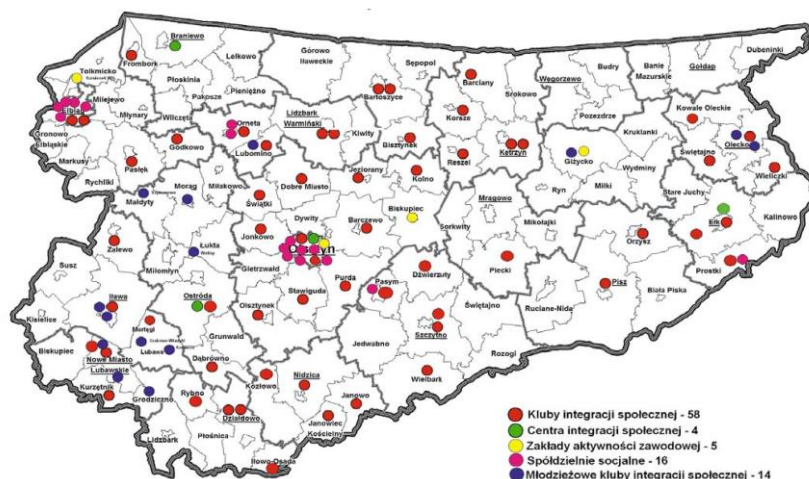 Braniewo
Frombork
Lelkowo
Górowo
Iławeckie
Sępopol
Barciany
Srokowo
Węgorzewo
Budry
Banie
Mazurskie
Gołdap
Dubeninki
Tolkmicko
Płoskinia
Pieniężno
Pakosze
Bartoszyce
Milejewo
Elbląg
Młynary
Wilczęta
Orneta
Lidzbark
Warmiński
Kiwity
Bisztynek
Korsze
Pozezdrze
Kruklanki
Kowale Oleckie
Gronowo
Elbląskie
Godkowo
Lubomino
Reszel
Kętrzyn
Giżycko
Świętajno
Olecko
Markusy
Pasłęk
Wieliczki
Rychliki
Jeziorany
Kolno
Ryn
Miłki
Wydminy
Dobre Miasto
Małdyty
Morąg
Miłakowo
Świątki
Stare Juchy
Kalinowo
Dywity
Barczewo
Biskupiec
Sorkwity
Mrągowo
Mikołajki
Ełk
Jonkowo
Olsztyn
Orzysz
Zalewo
Łukta
Susz
Miłomłyn
Gietrzwałd
Purda
Pasym
Dźwierzuty
Piecki
Prostki
Pisz
Biała Piska
Stawiguda
Olsztynek
Ruciane-Nida
Iława
Ostróda
Kisielice
Świętajno
Szczytno
Jedwabno
Rozogi
Biskupiec
Mortęgi
Grunwald
Nowe Miasto
Lubawskie
Lubawa
Dąbrówno
Kozłowo
Nidzica
Wielbark
Kurzętnik
Grodziczno
Rybno
Działdowo
Janowo
Janowiec
Kościelny
Lidzbark
Płośnica
Iłowo-Osada
Kluby integracji społecznej - 58
Centra integracji społecznej - 4
Zakłady aktywności zawodowej - 5
Spółdzielnie socjalne - 16
Młodzieżowe kluby integracji społecznej - 14